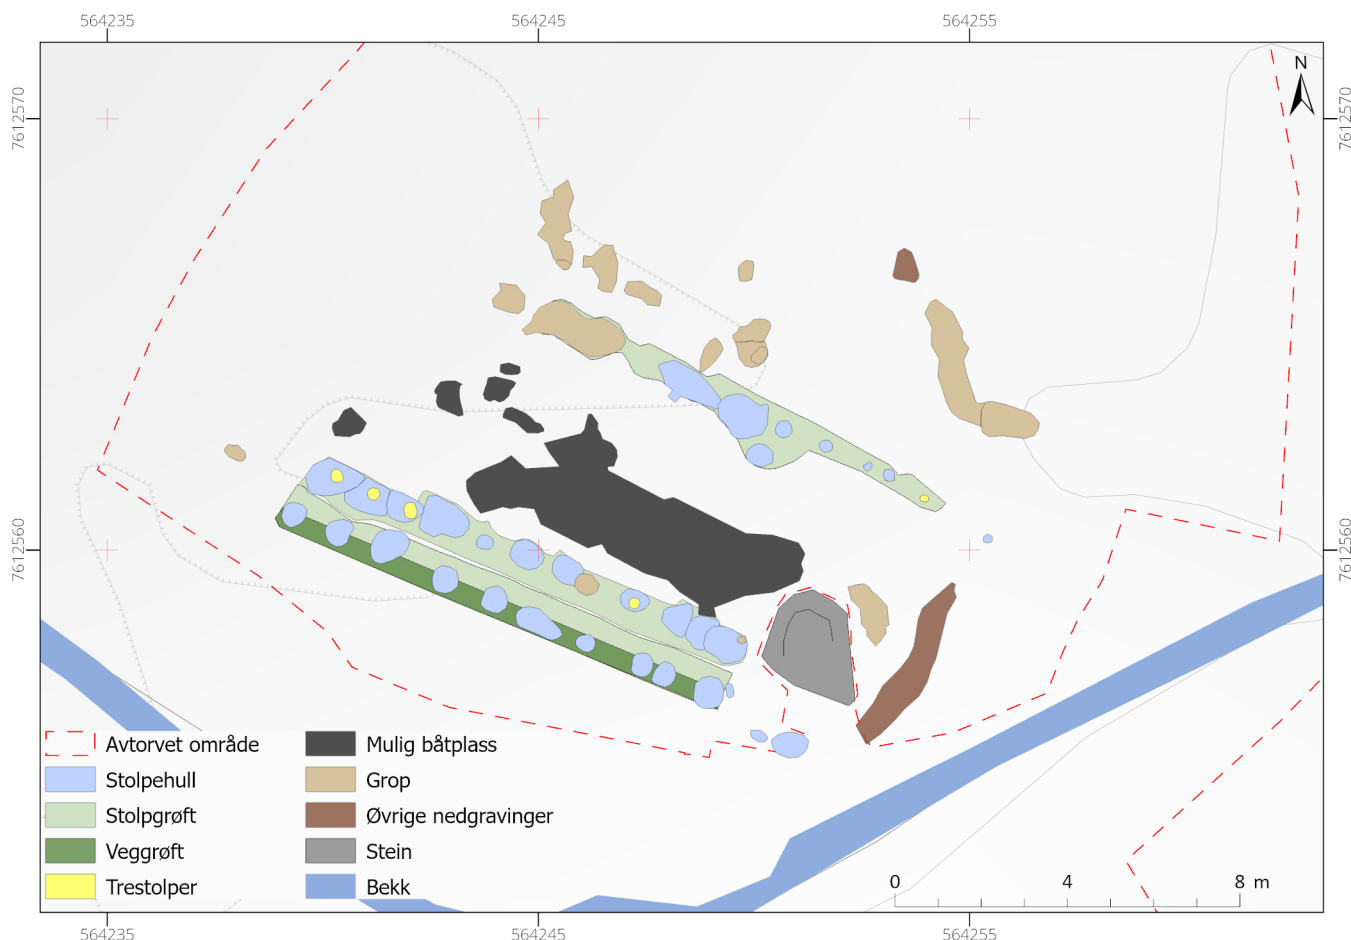 564235 564245 564255
N
7612570 7612570
7612560 7612560
Avtorvet område
Stolpehull
Stolpgrøft
Veggrøft
Trestolper
Mulig båtplass
Grop
Øvrige nedgravinger
Stein
Bekk
0 4 8 m
564235 564245 564255